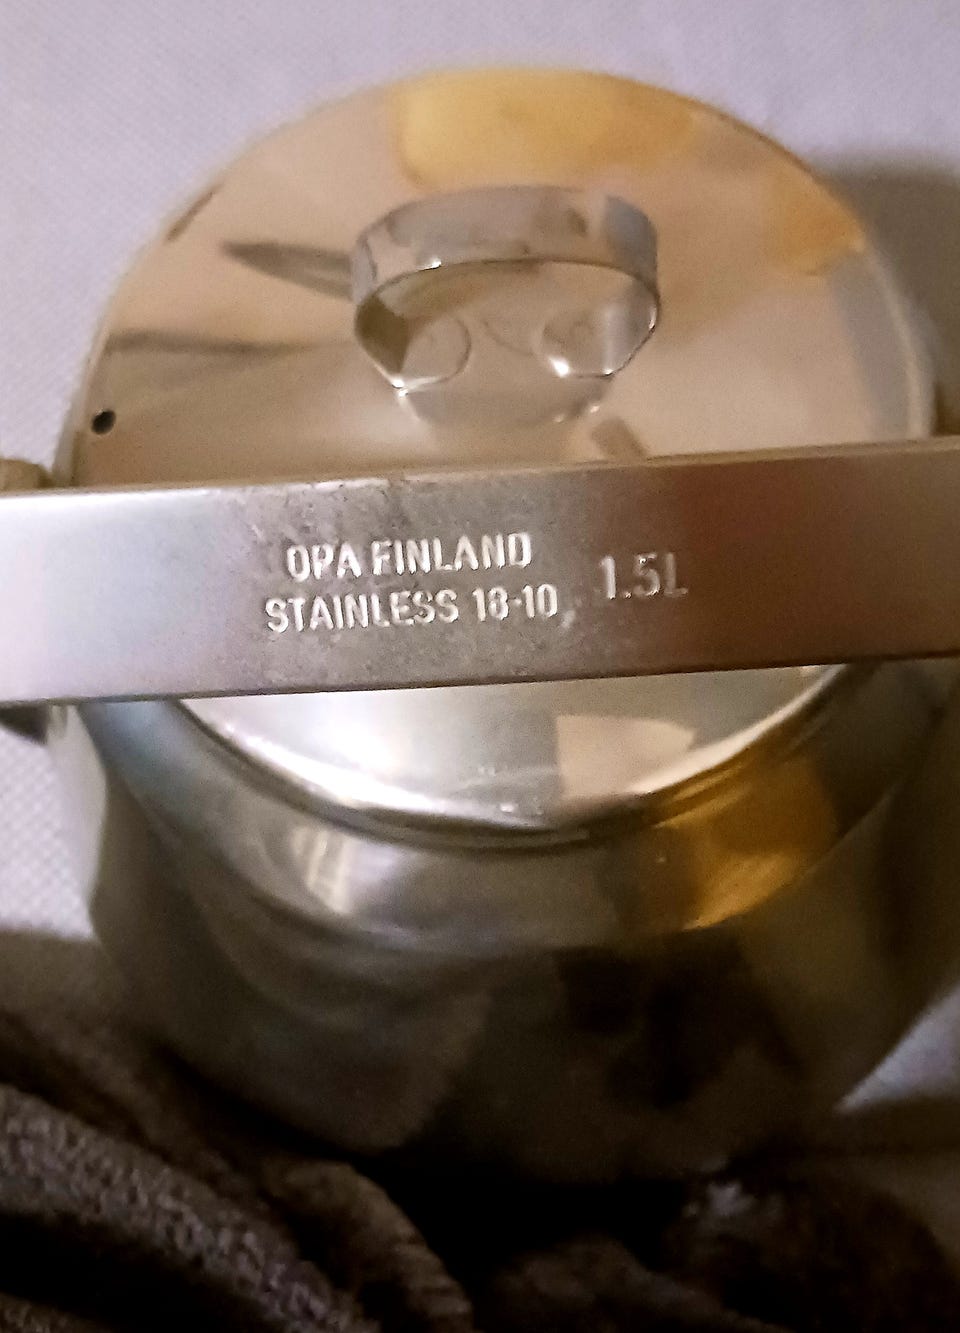 OPA FINLAND
STAINLESS 18-10
1.5L